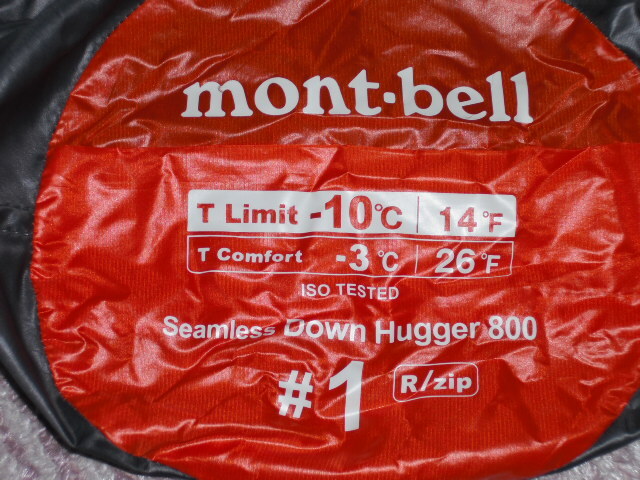 mont·bell
T Limit -10℃ 14°F
T Comfort -3℃ 26°F
ISO TESTED
Seamless Down Hugger 800
#1 R/zip